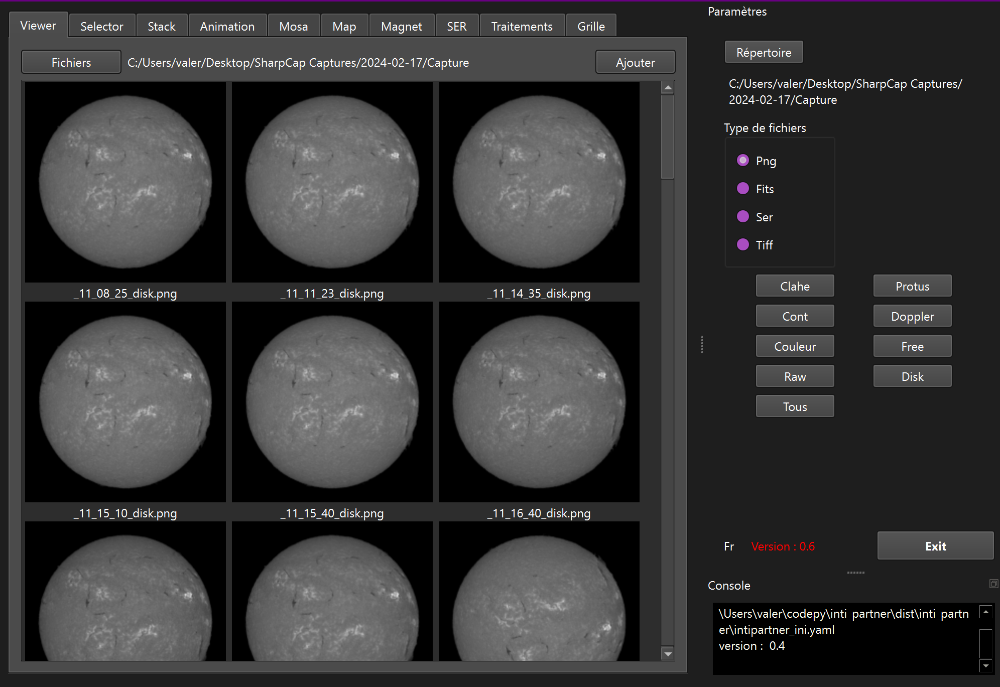 Viewer Selector Stack Animation Mosa Map Magnet SER Traitements Grille
Fichiers C:/Users/valer/Desktop/SharpCap Captures/2024-02-17/Capture Ajouter
_11_08_25_disk.png _11_11_23_disk.png _11_14_35_disk.png
_11_15_10_disk.png _11_15_40_disk.png _11_16_40_disk.png
Paramètres
Répertoire
C:/Users/valer/Desktop/SharpCap Captures/
2024-02-17/Capture
Type de fichiers
Png
Fits
Ser
Tiff
Clahe Protus
Cont Doppler
Couleur Free
Raw Disk
Tous
Fr Version : 0.6 Exit
Console
\Users\valer\codepy\inti_partner\dist\inti_partn
er\intipartner_ini.yaml
version : 0.4